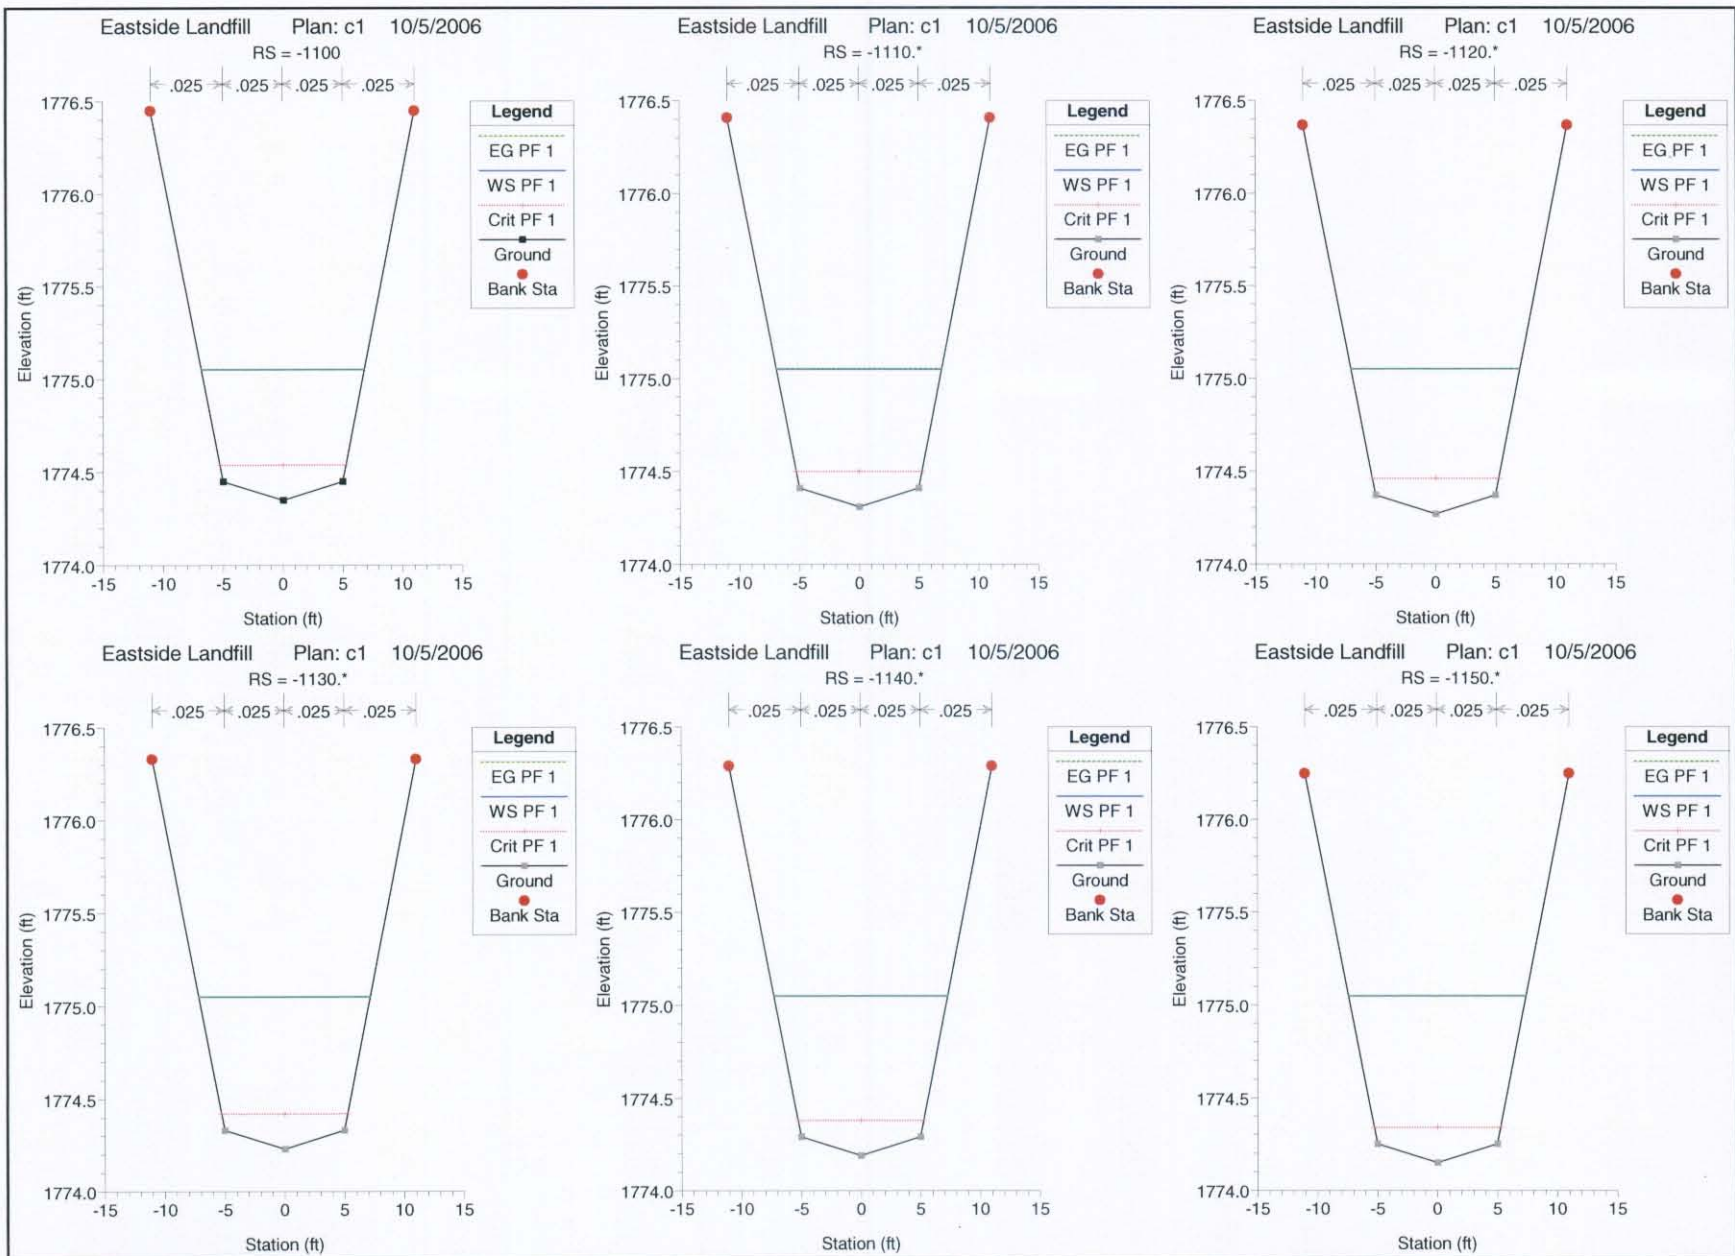 Eastside Landfill Plan: c1 10/5/2006
RS = -1100
.025 .025 .025 .025
Elevation (ft)
1776.5
1776.0
1775.5
1775.0
1774.5
1774.0
-15 -10 -5 0 5 10 15
Station (ft)
Legend
EG PF 1
WS PF 1
Crit PF 1
Ground
Bank Sta
Eastside Landfill Plan: c1 10/5/2006
RS = -1110.*
.025 .025 .025 .025
Elevation (ft)
1776.5
1776.0
1775.5
1775.0
1774.5
1774.0
-15 -10 -5 0 5 10 15
Station (ft)
Legend
EG PF 1
WS PF 1
Crit PF 1
Ground
Bank Sta
Eastside Landfill Plan: c1 10/5/2006
RS = -1120.*
.025 .025 .025 .025
Elevation (ft)
1776.5
1776.0
1775.5
1775.0
1774.5
1774.0
-15 -10 -5 0 5 10 15
Station (ft)
Legend
EG PF 1
WS PF 1
Crit PF 1
Ground
Bank Sta
Eastside Landfill Plan: c1 10/5/2006
RS = -1130.*
.025 .025 .025 .025
Elevation (ft)
1776.5
1776.0
1775.5
1775.0
1774.5
1774.0
-15 -10 -5 0 5 10 15
Station (ft)
Legend
EG PF 1
WS PF 1
Crit PF 1
Ground
Bank Sta
Eastside Landfill Plan: c1 10/5/2006
RS = -1140.*
.025 .025 .025 .025
Elevation (ft)
1776.5
1776.0
1775.5
1775.0
1774.5
1774.0
-15 -10 -5 0 5 10 15
Station (ft)
Legend
EG PF 1
WS PF 1
Crit PF 1
Ground
Bank Sta
Eastside Landfill Plan: c1 10/5/2006
RS = -1150.*
.025 .025 .025 .025
Elevation (ft)
1776.5
1776.0
1775.5
1775.0
1774.5
1774.0
-15 -10 -5 0 5 10 15
Station (ft)
Legend
EG PF 1
WS PF 1
Crit PF 1
Ground
Bank Sta